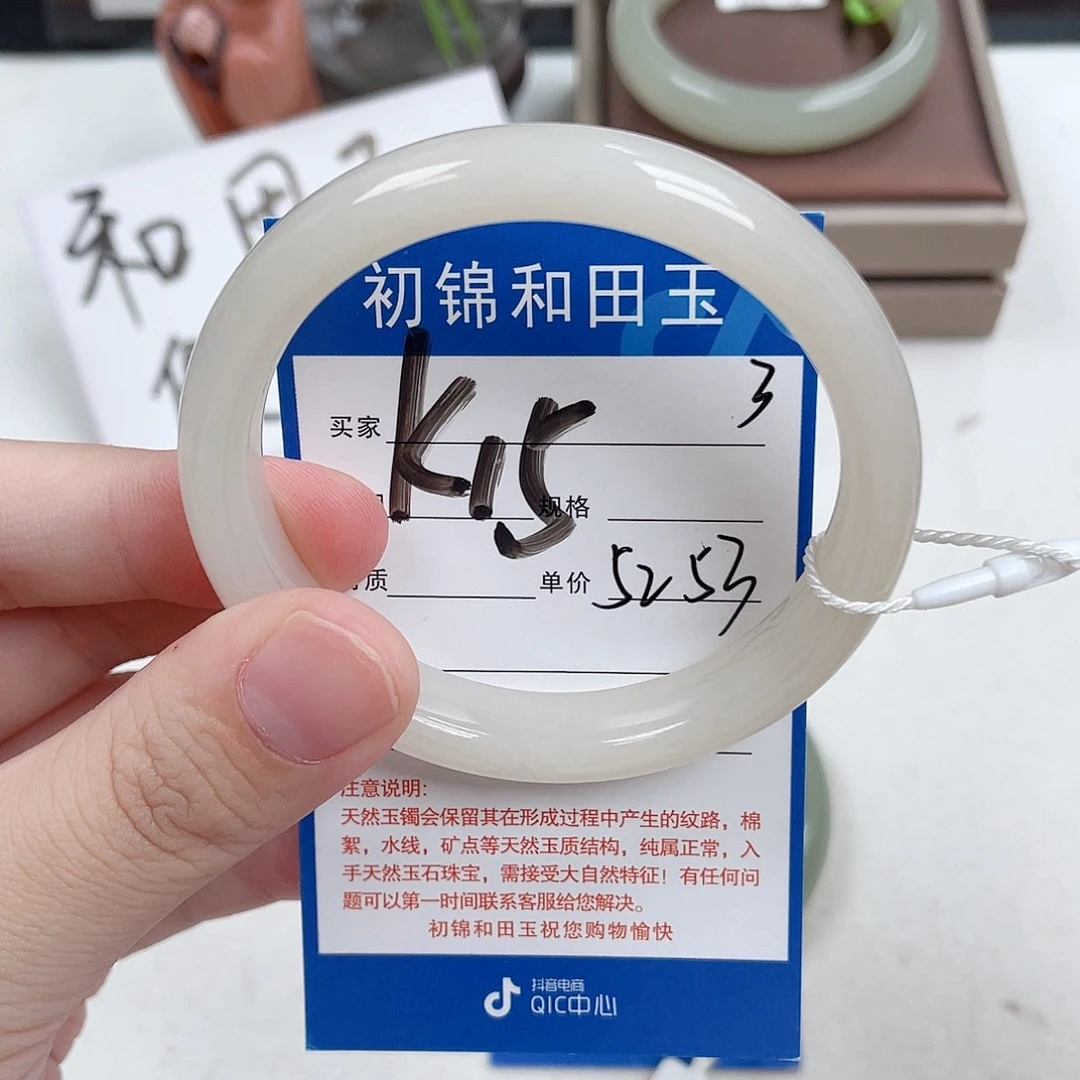 和田
初锦和田玉
3
买家 K15
规格
质 单价 5253
注意说明:
天然玉镯会保留其在形成过程中产生的纹路，棉
絮，水线，矿点等天然玉质结构，纯属正常，入
手天然玉石珠宝，需接受大自然特征！有任何问
题可以第一时间联系客服给您解决。
初锦和田玉祝您购物愉快
抖音电商
QIC中心